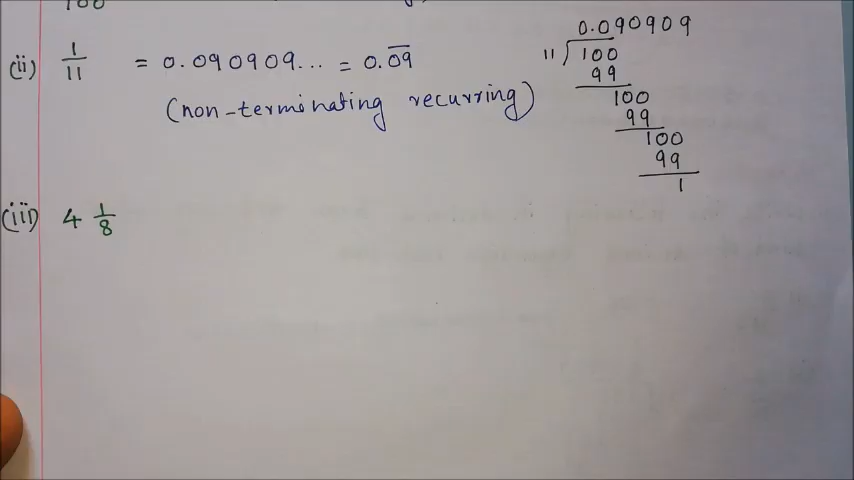 100
(ii) 1/11 = 0.090909... = 0.0̅9̅
(non-terminating recurring)
0.090909
11 ) 100
99
100
99
100
99
1
(iii) 4 1/8